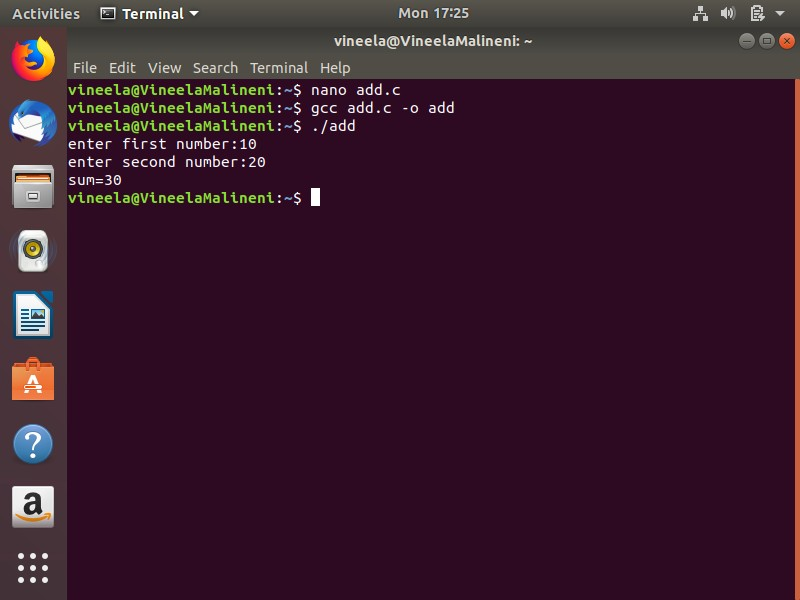 Activities Terminal Mon 17:25
vineela@VineelaMalineni: ~
File Edit View Search Terminal Help
vineela@VineelaMalineni:~$ nano add.c
vineela@VineelaMalineni:~$ gcc add.c -o add
vineela@VineelaMalineni:~$ ./add
enter first number:10
enter second number:20
sum=30
vineela@VineelaMalineni:~$